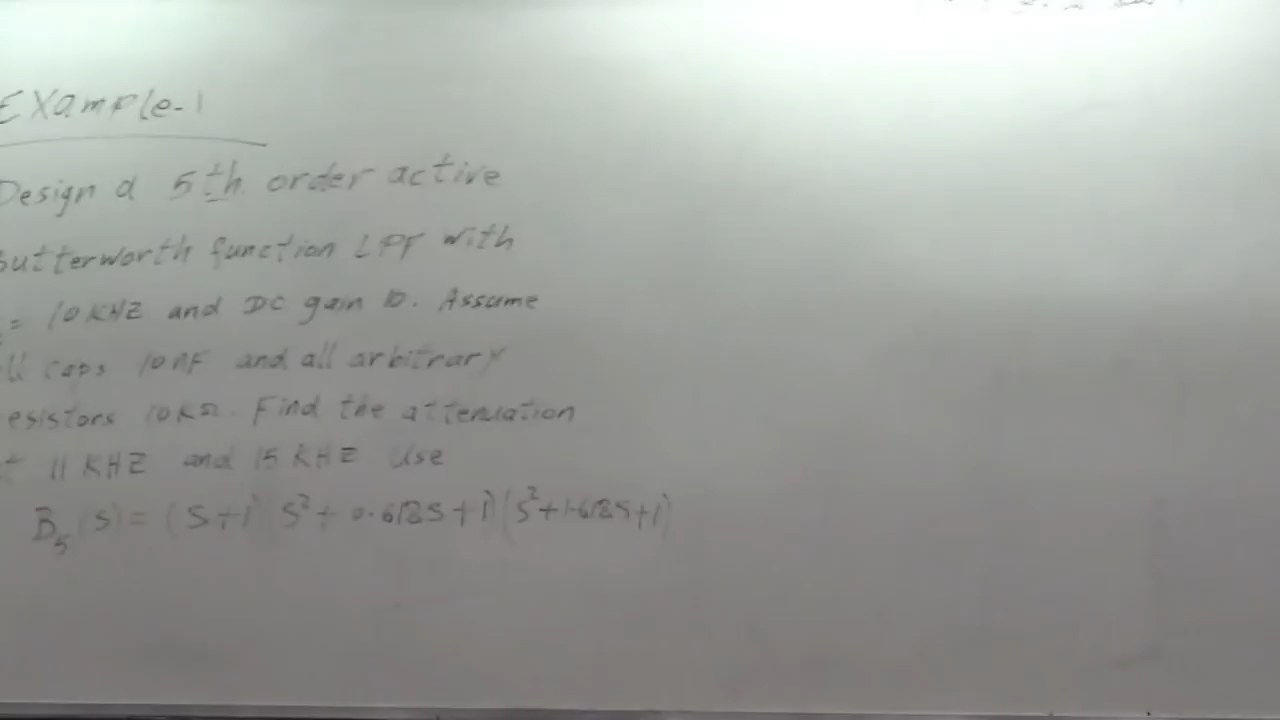 Example-1
Design a 5th order active
Butterworth function LPF with
= 10 KHZ and DC gain 10. Assume
all caps 10nF and all arbitrary
resistors 10KΩ. Find the attenuation
at 11 KHZ and 15 KHZ Use
B5(S) = (S+1)(S²+0.618S+1)(S²+1.618S+1)